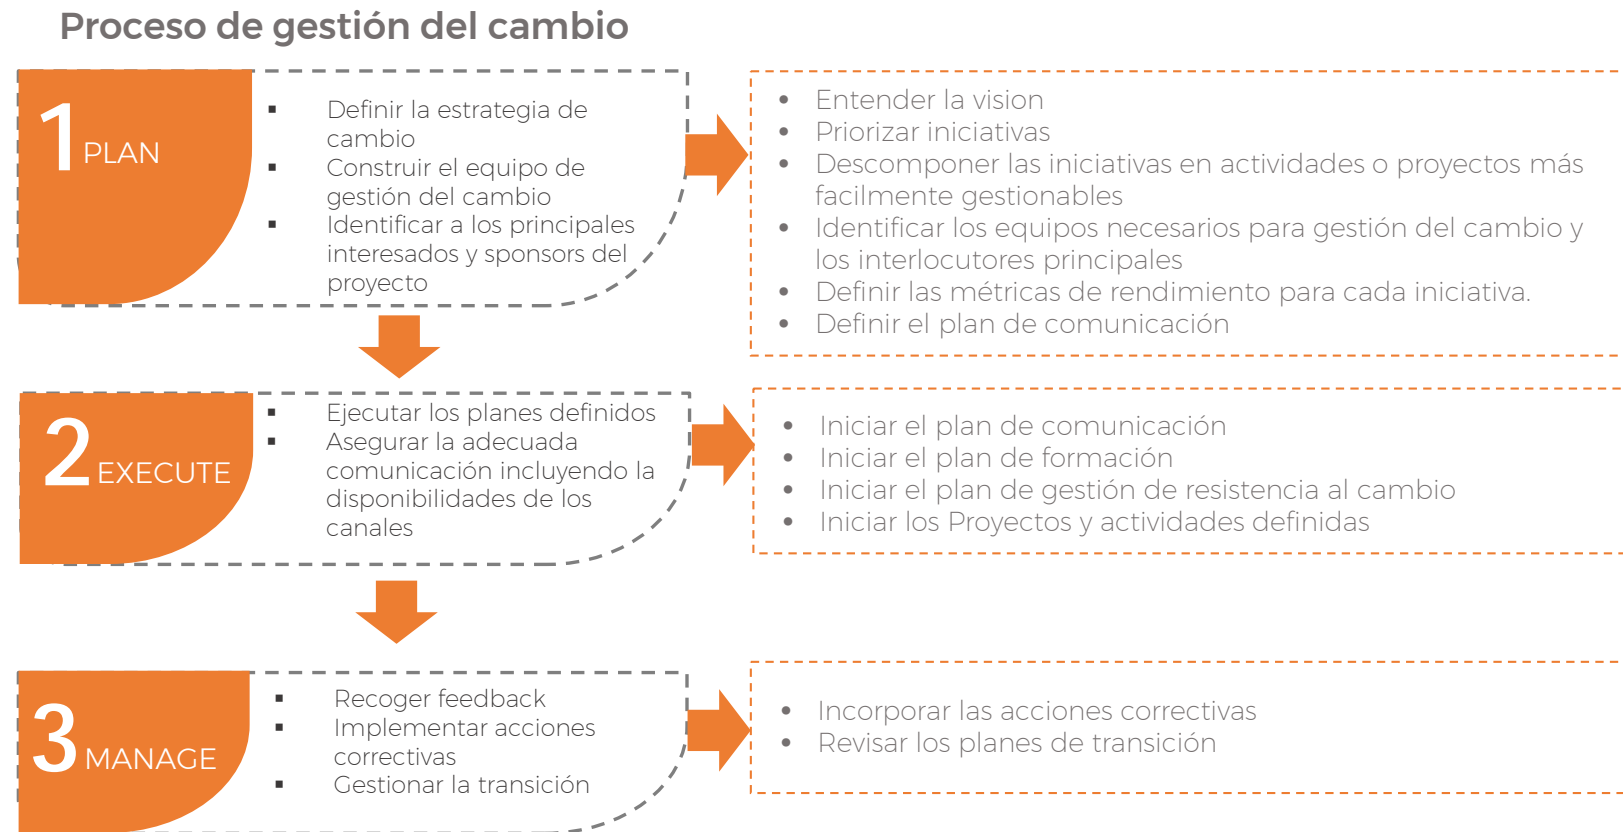 Proceso de gestión del cambio
1 PLAN
▪ Definir la estrategia de
cambio
▪ Construir el equipo de
gestión del cambio
▪ Identificar a los principales
interesados y sponsors del
proyecto
• Entender la vision
• Priorizar iniciativas
• Descomponer las iniciativas en actividades o proyectos más
facilmente gestionables
• Identificar los equipos necesarios para gestión del cambio y
los interlocutores principales
• Definir las métricas de rendimiento para cada iniciativa.
• Definir el plan de comunicación
2 EXECUTE
▪ Ejecutar los planes definidos
▪ Asegurar la adecuada
comunicación incluyendo la
disponibilidades de los
canales
• Iniciar el plan de comunicación
• Iniciar el plan de formación
• Iniciar el plan de gestión de resistencia al cambio
• Iniciar los Proyectos y actividades definidas
3 MANAGE
▪ Recoger feedback
▪ Implementar acciones
correctivas
▪ Gestionar la transición
• Incorporar las acciones correctivas
• Revisar los planes de transición